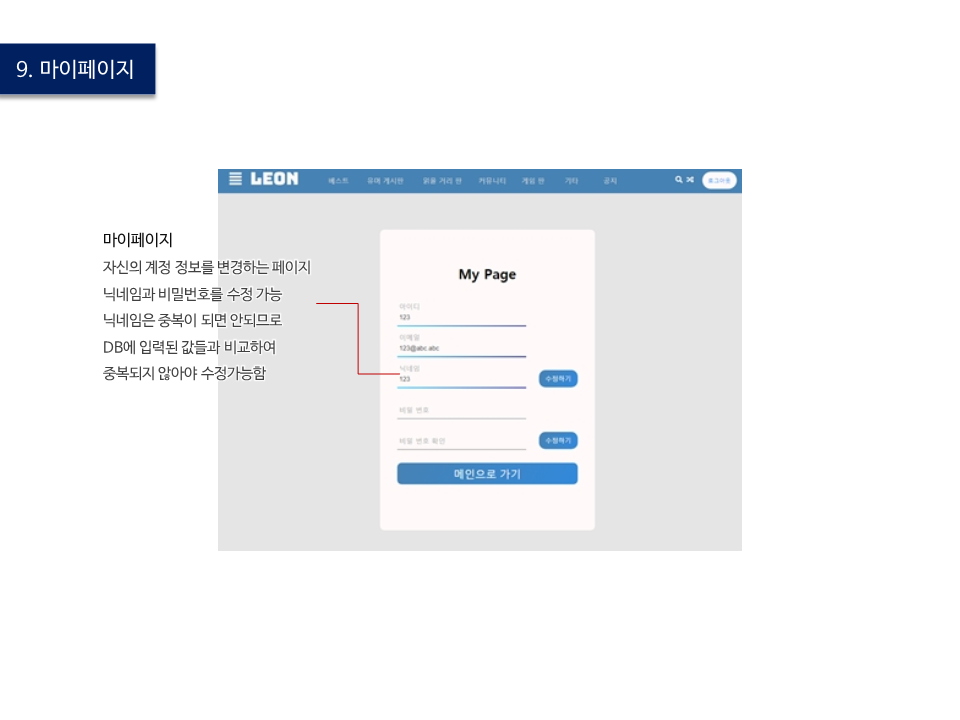 9. 마이페이지
LEON
베스트 유머 게시판 읽을 거리 판 커뮤니티 게임 판 기타 공지
로그아웃
마이페이지
자신의 계정 정보를 변경하는 페이지
닉네임과 비밀번호를 수정 가능
닉네임은 중복이 되면 안되므로
DB에 입력된 값들과 비교하여
중복되지 않아야 수정가능함
My Page
아이디
123
이메일
123@abc.abc
닉네임
123
수정하기
비밀 번호
비밀 번호 확인
수정하기
메인으로 가기